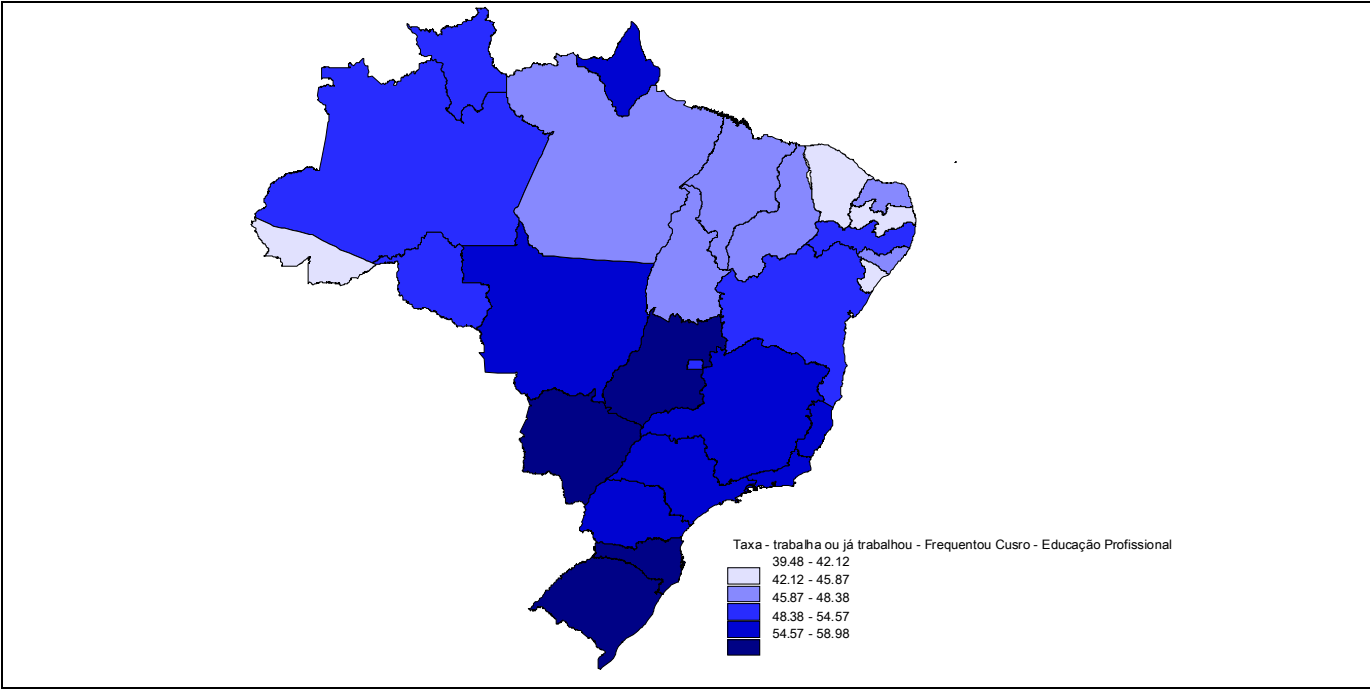 Taxa - trabalha ou já trabalhou - Frequentou Cusro - Educação Profissional
39.48 - 42.12
42.12 - 45.87
45.87 - 48.38
48.38 - 54.57
54.57 - 58.98